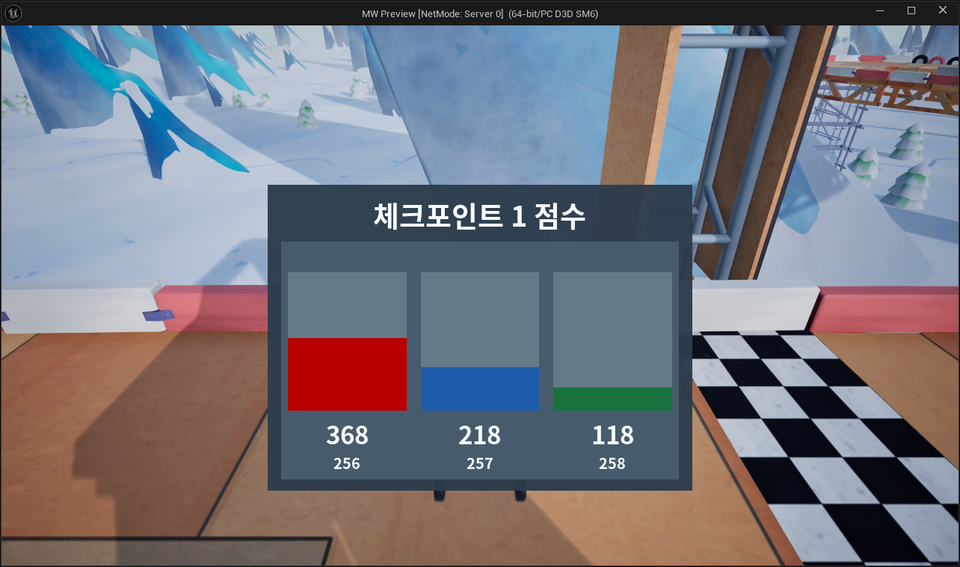 MW Preview [NetMode: Server 0] (64-bit/PC D3D SM6)
체크포인트 1 점수
368 218 118
256 257 258